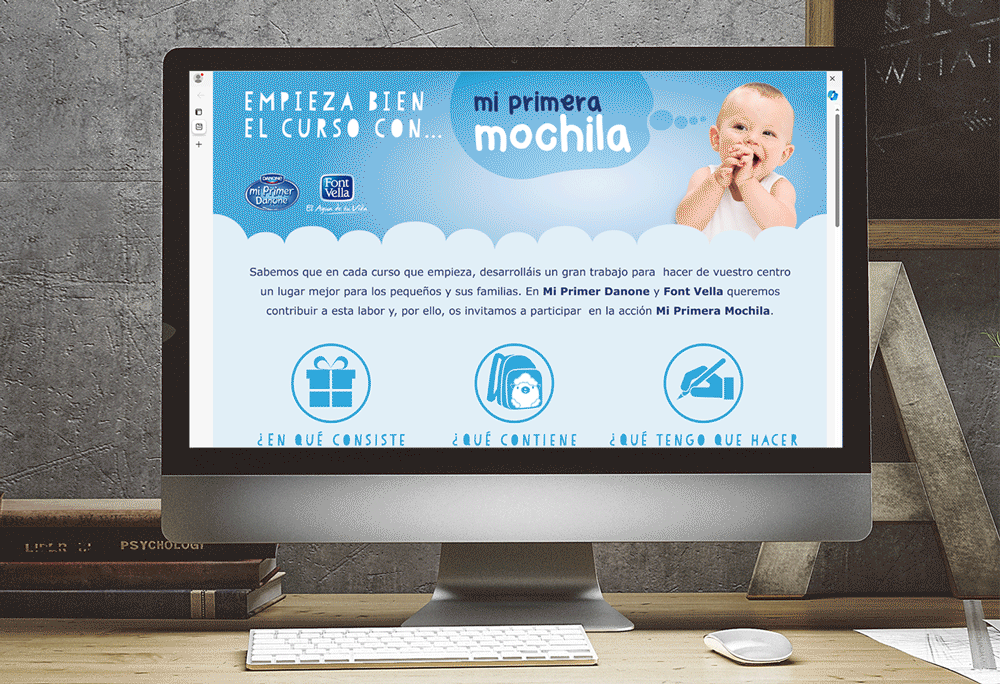 EMPIEZA BIEN
EL CURSO CON...
mi primera
mochila
DANONE
mi Primer
Danone
Font
Vella
El Agua de tu Vida
Sabemos que en cada curso que empieza, desarrolláis un gran trabajo para hacer de vuestro centro
un lugar mejor para los pequeños y sus familias. En Mi Primer Danone y Font Vella queremos
contribuir a esta labor y, por ello, os invitamos a participar en la acción Mi Primera Mochila.
¿EN QUÉ CONSISTE
¿QUÉ CONTIENE
¿QUÉ TENGO QUE HACER
WHAT
PSYCHOLOGY